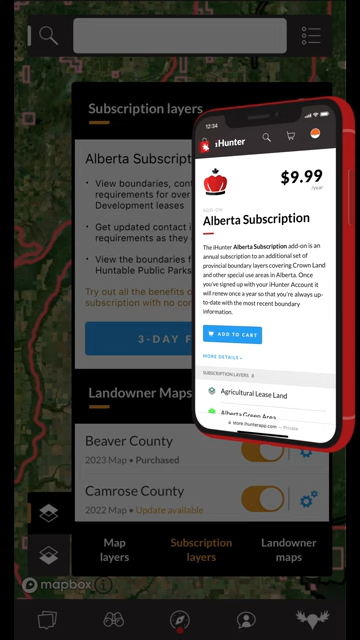 Subscription layers
Alberta Subscript
• View boundaries, cont
requirements for over
Development leases
• Get updated contact i
requirements as they
• View the boundaries f
Huntable Public Parks
Try out all the benefits o
subscription with no con
3-DAY F
Landowner Maps
Beaver County
2023 Map • Purchased
Camrose County
2022 Map • Update available
Map
layers
Subscription
layers
Landowner
maps
mapbox
12:34
iHunter
$9.99
/year
ADD-ON
Alberta Subscription
The iHunter Alberta Subscription add-on is an
annual subscription to an additional set of
provincial boundary layers covering Crown Land
and other special use areas in Alberta. Once
you've signed up with your iHunter Account it
will renew once a year so that you're always up-
to-date with the most recent boundary
information.
ADD TO CART
MORE DETAILS
SUBSCRIPTION LAYERS 8
Agricultural Lease Land
Alberta Green Area
store.ihunterapp.com — Private